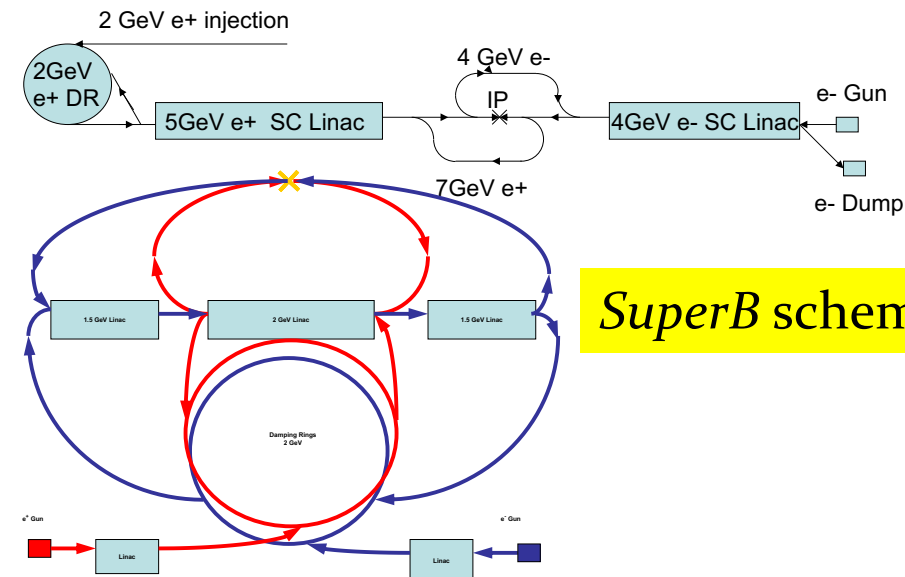 2 GeV e+ injection
2GeV
e+ DR
5GeV e+ SC Linac
4 GeV e-
IP
4GeV e- SC Linac
e- Gun
7GeV e+
e- Dump
1.5 GeV Linac
2 GeV Linac
1.5 GeV Linac
SuperB schem
Damping Rings
2 GeV
e+ Gun
e- Gun
Linac
Linac